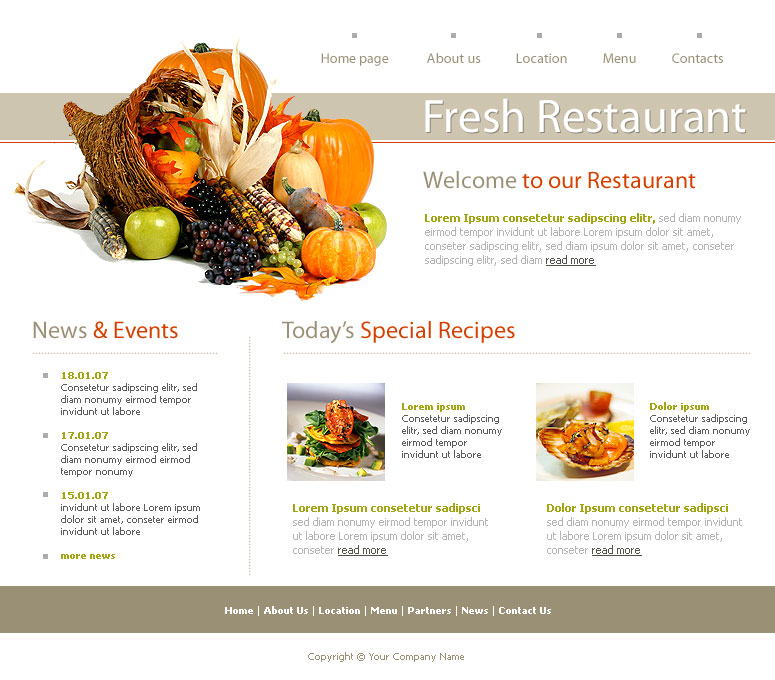 Home page About us Location Menu Contacts
Fresh Restaurant
Welcome to our Restaurant
Lorem Ipsum consetetur sadipscing elitr, sed diam nonumy
eirmod tempor invidunt ut labore Lorem ipsum dolor sit amet,
conseter sadipscing elitr, sed diam ipsum dolor sit amet, conseter
sadipscing elitr, sed diam read more
News & Events
18.01.07
Consetetur sadipscing elitr, sed
diam nonumy eirmod tempor
invidunt ut labore
17.01.07
Consetetur sadipscing elitr, sed
diam nonumy eirmod eirmod
tempor nonumy
15.01.07
invidunt ut labore Lorem ipsum
dolor sit amet, conseter eirmod
invidunt ut labore
more news
Today's Special Recipes
Lorem ipsum
Consetetur sadipscing
elitr, sed diam nonumy
eirmod tempor
invidunt ut labore
Dolor ipsum
Consetetur sadipscing
elitr, sed diam nonumy
eirmod tempor
invidunt ut labore
Lorem Ipsum consetetur sadipsci
sed diam nonumy eirmod tempor invidunt
ut labore Lorem ipsum dolor sit amet,
conseter read more
Dolor Ipsum consetetur sadipsci
sed diam nonumy eirmod tempor invidunt
ut labore Lorem ipsum dolor sit amet,
conseter read more
Home | About Us | Location | Menu | Partners | News | Contact Us
Copyright © Your Company Name